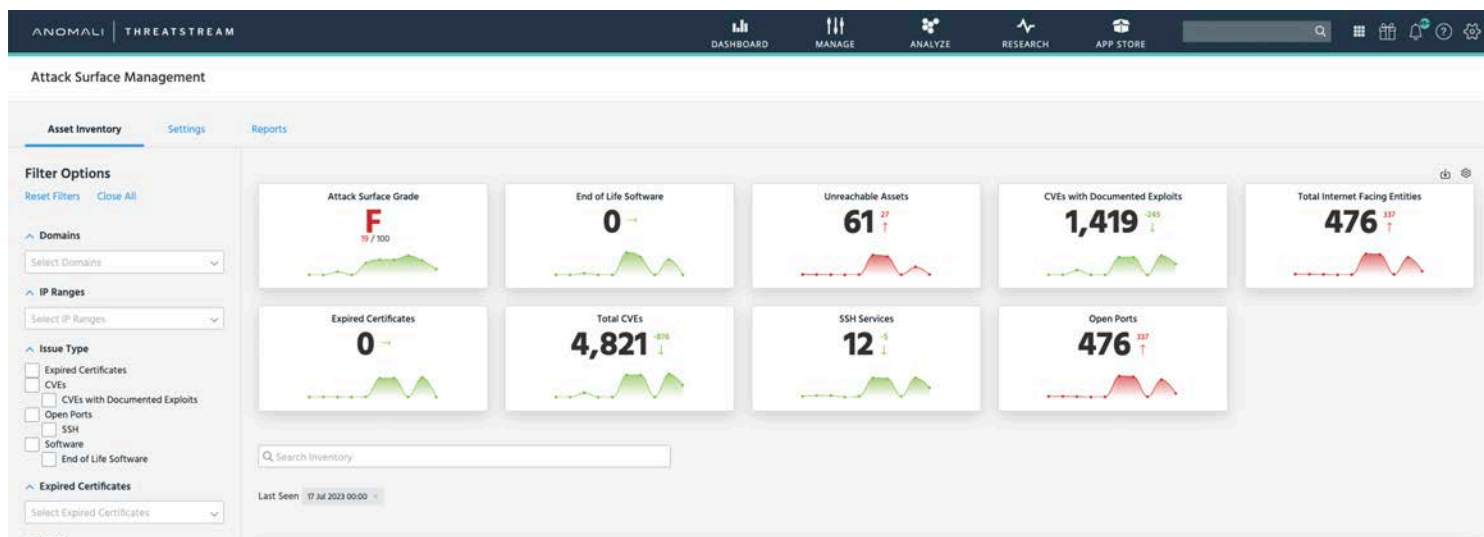 ANOMALI | THREATSTREAM
DASHBOARD
MANAGE
ANALYZE
RESEARCH
APP STORE
Attack Surface Management
Asset Inventory
Settings
Reports
Filter Options
Reset Filters
Close All
Domains
Select Domains
IP Ranges
Select IP Ranges
Issue Type
Expired Certificates
CVEs
CVEs with Documented Exploits
Open Ports
SSH
Software
End of Life Software
Expired Certificates
Select Expired Certificates
Attack Surface Grade
F
19 / 100
End of Life Software
0 →
Unreachable Assets
61 27 ↑
CVEs with Documented Exploits
1,419 -245 ↓
Total Internet Facing Entities
476 337 ↑
Expired Certificates
0 →
Total CVEs
4,821 -876 ↓
SSH Services
12 -5 ↓
Open Ports
476 337 ↑
Search Inventory
Last Seen 17 Jul 2023 00:00 ×